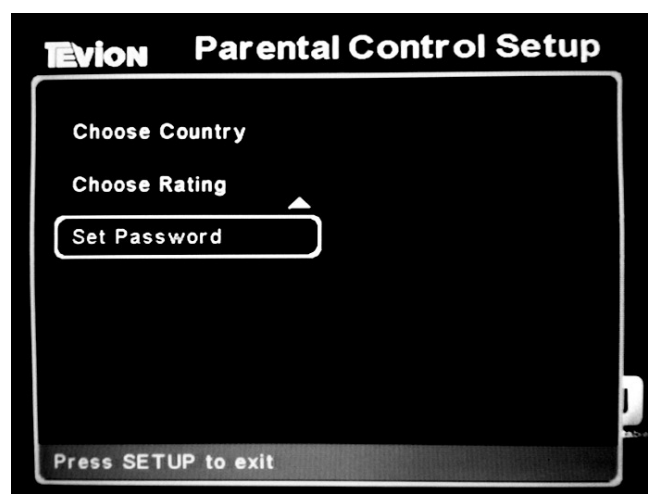 TEVION Parental Control Setup
Choose Country
Choose Rating
Set Password
Press SETUP to exit